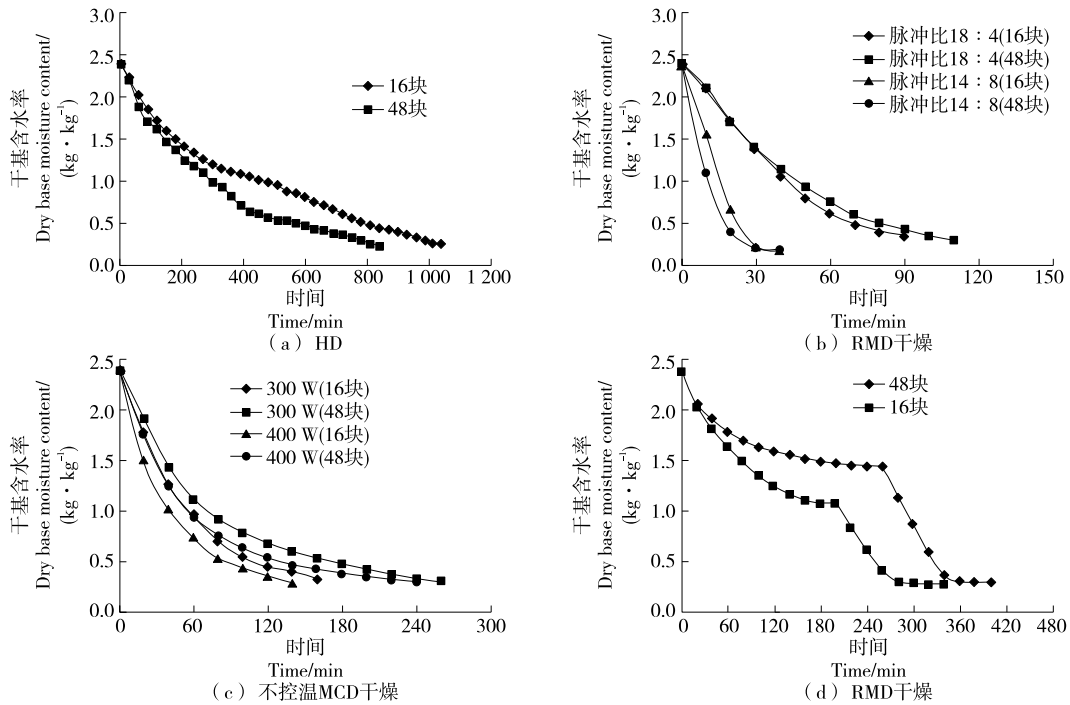 3.0
2.5
2.0
1.5
1.0
0.5
0.0
干基含水率
Dry base moisture content/
(kg·kg⁻¹)
16块
48块
0 200 400 600 800 1 000 1 200
时间
Time/min
(a) HD
3.0
2.5
2.0
1.5
1.0
0.5
0.0
干基含水率
Dry base moisture content/
(kg·kg⁻¹)
脉冲比18∶4(16块)
脉冲比18∶4(48块)
脉冲比14∶8(16块)
脉冲比14∶8(48块)
0 30 60 90 120 150
时间
Time/min
(b) RMD干燥
2.5
2.0
1.5
1.0
0.5
0.0
干基含水率
Dry base moisture content/
(kg·kg⁻¹)
300 W(16块)
300 W(48块)
400 W(16块)
400 W(48块)
0 60 120 180 240 300
时间
Time/min
(c) 不控温MCD干燥
2.5
2.0
1.5
1.0
0.5
0.0
干基含水率
Dry base moisture content/
(kg·kg⁻¹)
48块
16块
0 60 120 180 240 300 360 420 480
时间
Time/min
(d) RMD干燥